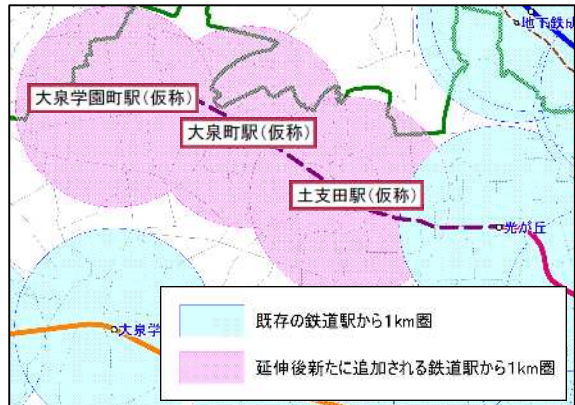 地下鉄成
大泉学園町駅(仮称)
大泉町駅(仮称)
土支田駅(仮称)
光が丘
大泉学
既存の鉄道駅から1km圏
延伸後新たに追加される鉄道駅から1km圏